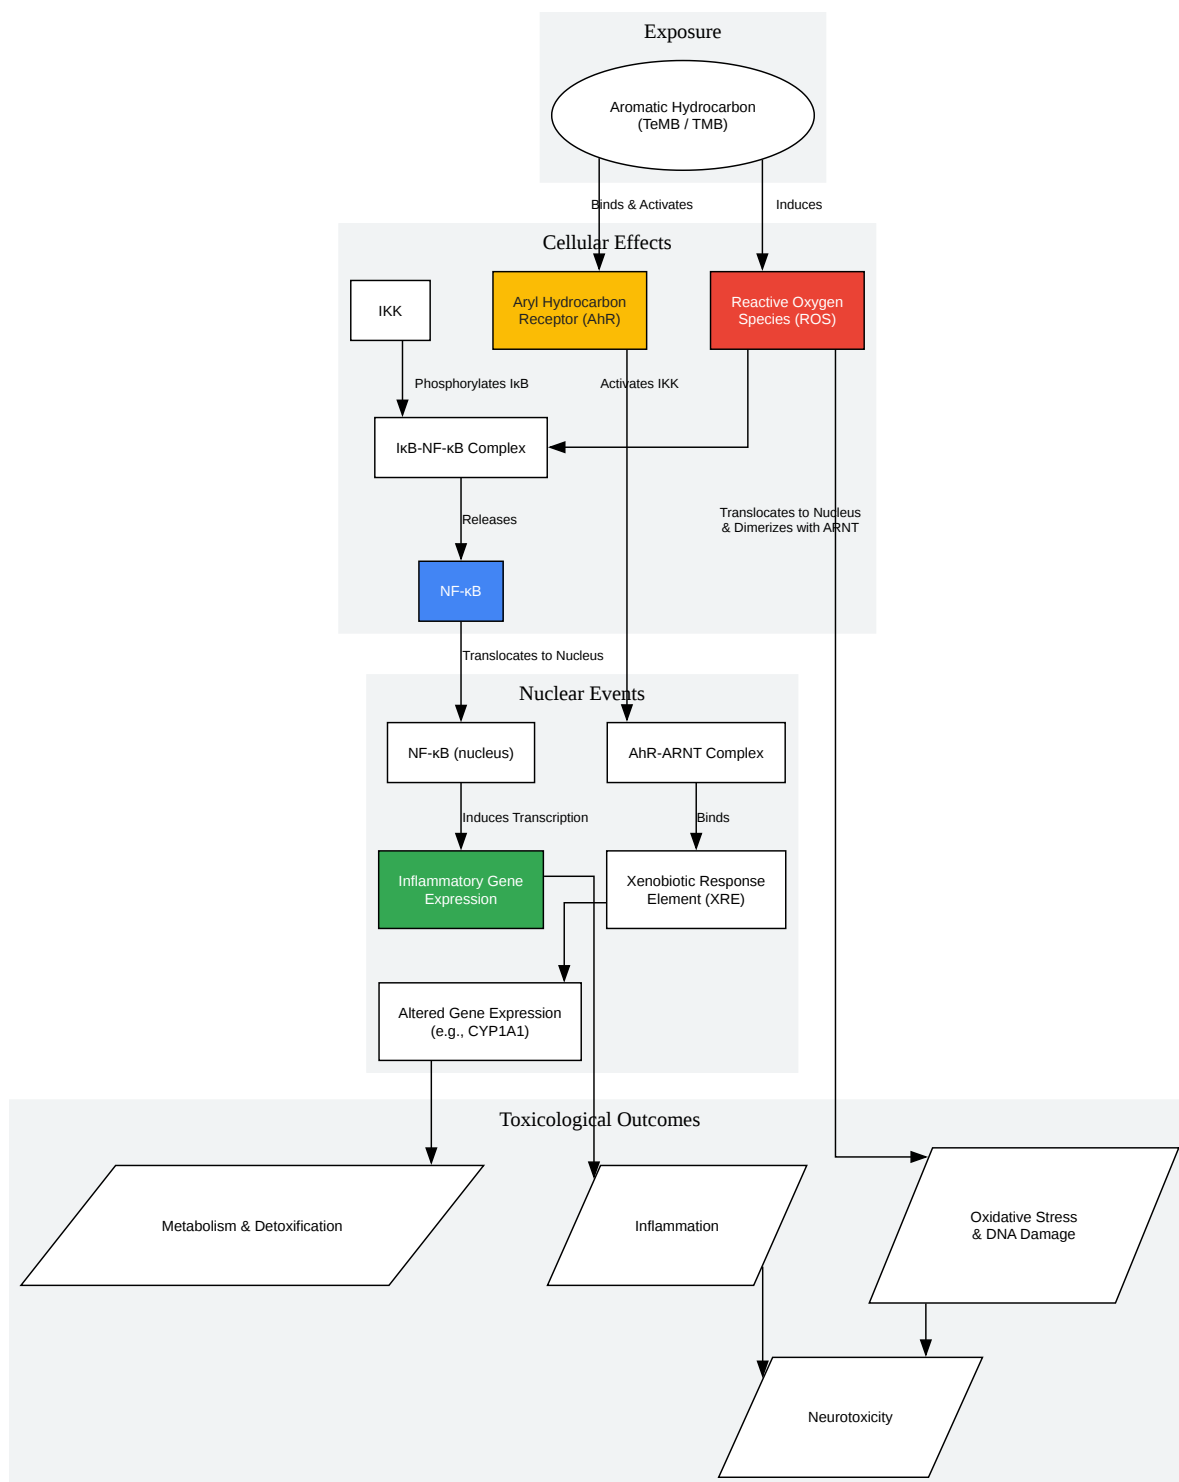 Exposure
Aromatic Hydrocarbon
(TeMB / TMB)
Binds & Activates
Induces
Cellular Effects
IKK
Aryl Hydrocarbon
Receptor (AhR)
Reactive Oxygen
Species (ROS)
Phosphorylates IκB
Activates IKK
IκB-NF-κB Complex
Releases
Translocates to Nucleus
& Dimerizes with ARNT
NF-κB
Translocates to Nucleus
Nuclear Events
NF-κB (nucleus)
AhR-ARNT Complex
Induces Transcription
Binds
Inflammatory Gene
Expression
Xenobiotic Response
Element (XRE)
Altered Gene Expression
(e.g., CYP1A1)
Toxicological Outcomes
Metabolism & Detoxification
Inflammation
Oxidative Stress
& DNA Damage
Neurotoxicity